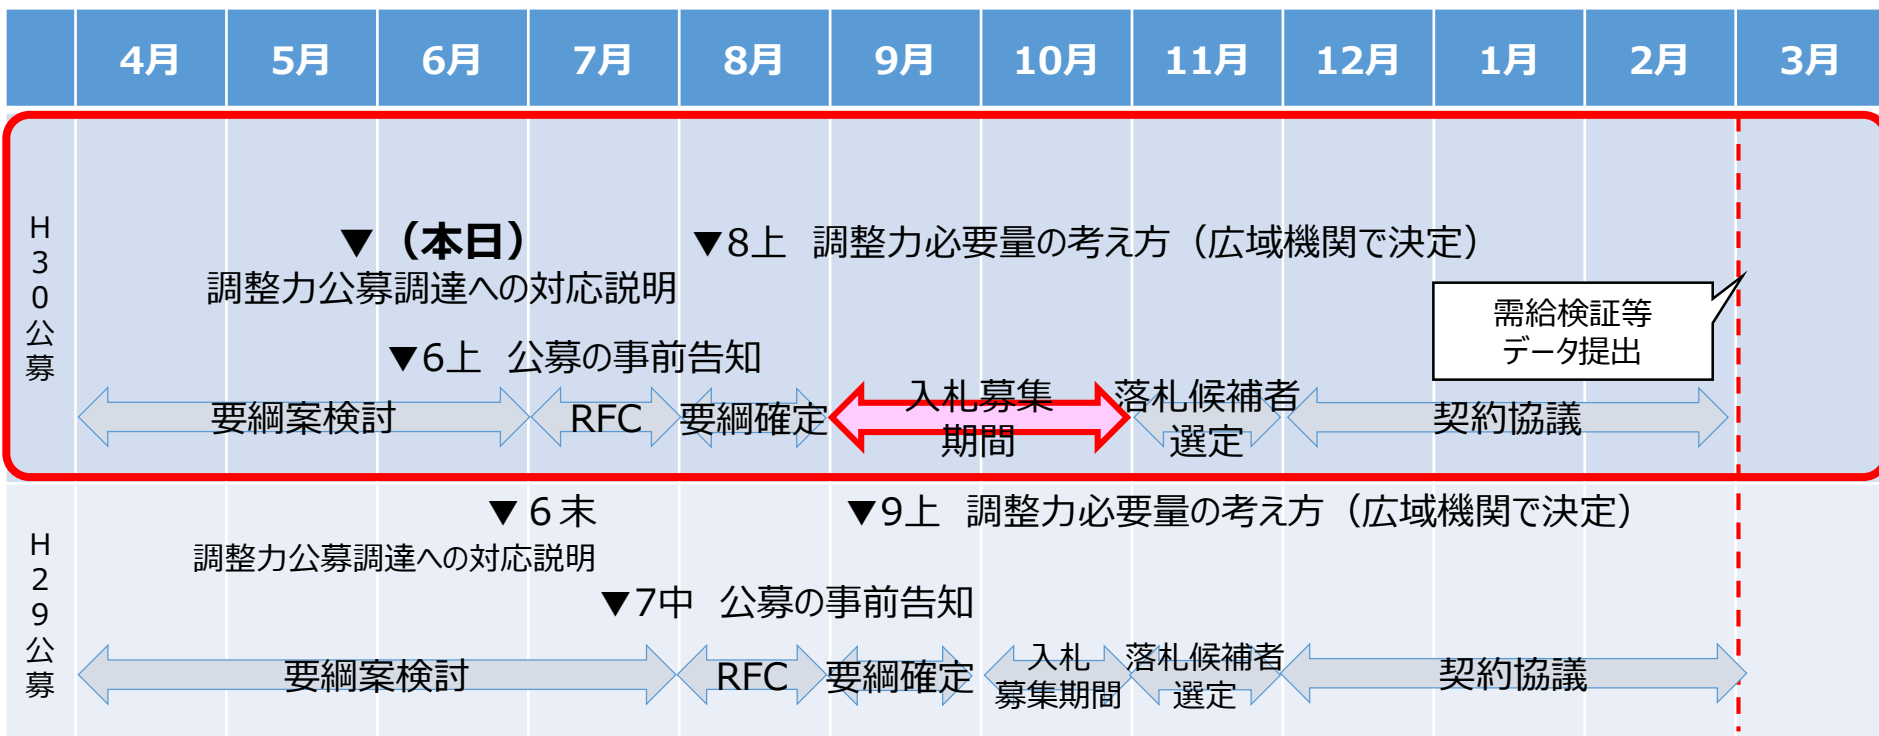 4月 5月 6月 7月 8月 9月 10月 11月 12月 1月 2月 3月
H30公募
▼（本日）
調整力公募調達への対応説明
▼8上 調整力必要量の考え方（広域機関で決定）
需給検証等
データ提出
▼6上 公募の事前告知
要綱案検討
RFC
要綱確定
入札募集
期間
落札候補者
選定
契約協議
H29公募
▼６末
調整力公募調達への対応説明
▼9上 調整力必要量の考え方（広域機関で決定）
▼7中 公募の事前告知
要綱案検討
RFC
要綱確定
入札
募集期間
落札候補者
選定
契約協議